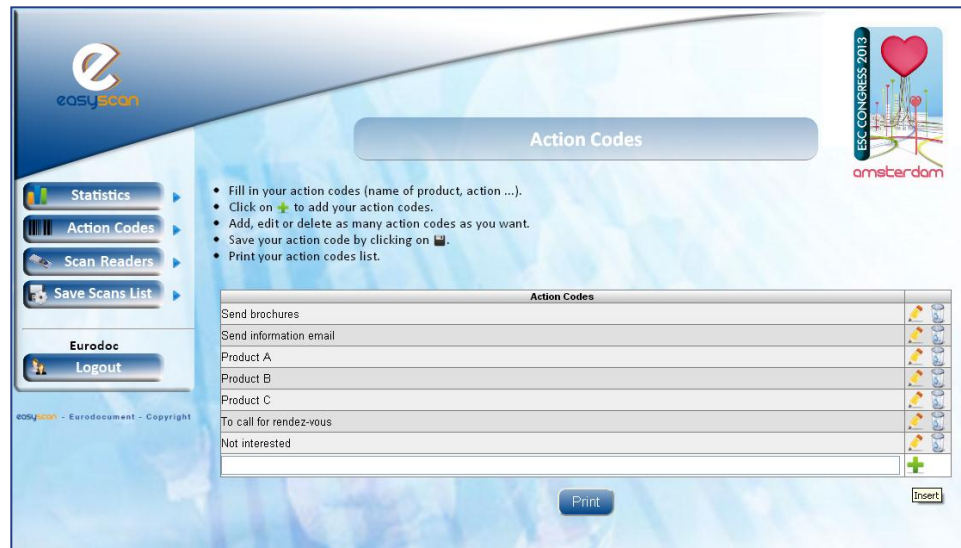 easyscan
ESC CONGRESS 2013
amsterdam
Action Codes
Statistics
Action Codes
Scan Readers
Save Scans List
Eurodoc
Logout
easyscan - Eurodocument - Copyright
• Fill in your action codes (name of product, action ...).
• Click on to add your action codes.
• Add, edit or delete as many action codes as you want.
• Save your action code by clicking on .
• Print your action codes list.
Action Codes
Send brochures
Send information email
Product A
Product B
Product C
To call for rendez-vous
Not interested
Insert
Print